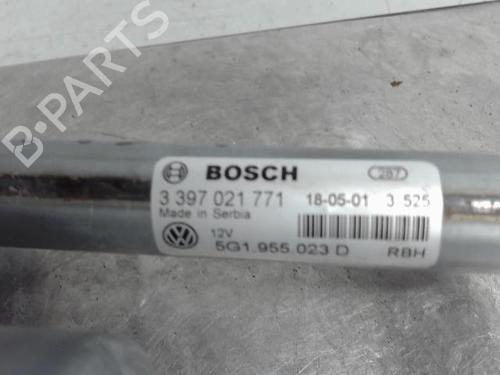 BOSCH 287
3 397 021 771 18-05-01 3 525
Made in Serbia
12V
5G1.955.023 D RBH
B-PARTS